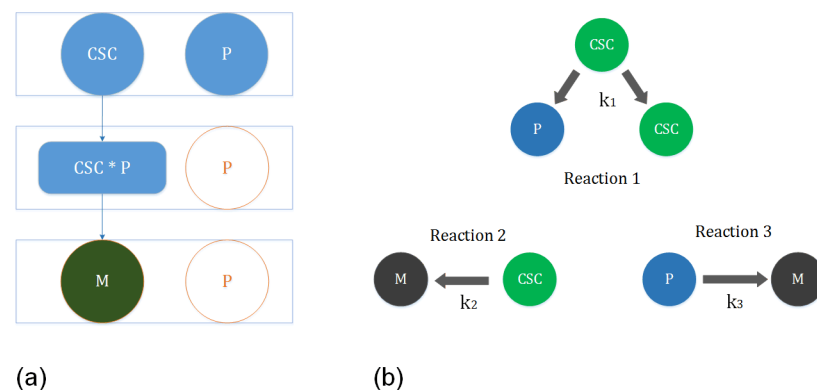 CSC P
CSC * P P
M P
(a)
CSC
P k1 CSC
Reaction 1
Reaction 2
M k2 CSC
Reaction 3
P k3 M
(b)